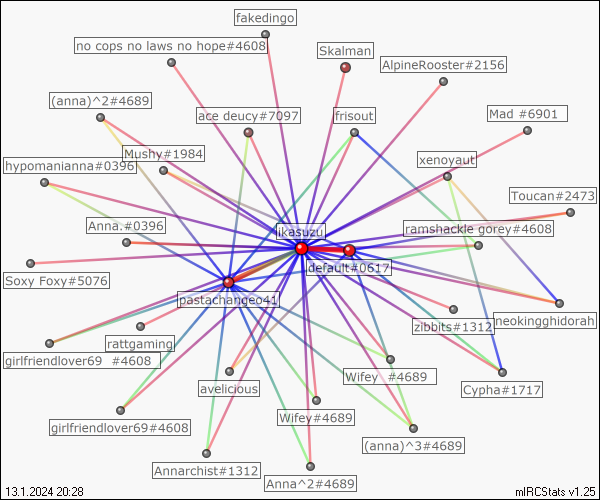 fakedingo
no cops no laws no hope#4608
Skalman
AlpineRooster#2156
(anna)^2#4689
ace deucy#7097
frisout
Mad #6901
Mushy#1984
hypomanianna#0396
xenoyaut
Toucan#2473
Anna.#0396
ikasuzu
ramshackle gorey#4608
Soxy Foxy#5076
default#0617
pastachangeo41
zibbits#1312
neokingghidorah
rattgaming
girlfriendlover69 #4608
avelicious
Wifey #4689
Cypha#1717
girlfriendlover69#4608
Wifey#4689
(anna)^3#4689
Annarchist#1312
Anna^2#4689
13.1.2024 20:28
mIRCStats v1.25